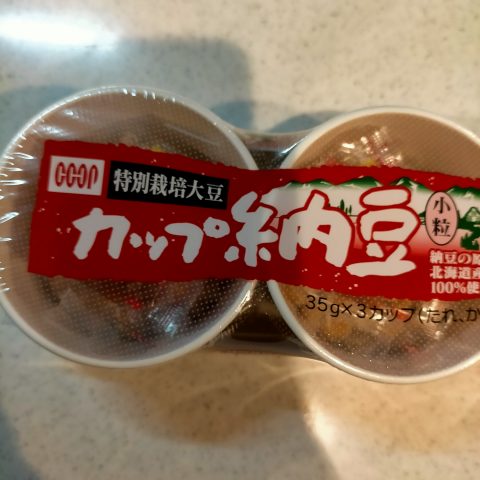 CO・OP
特別栽培大豆
カップ納豆
小粒
納豆の
北海道産
100%使
35g×3カップ(たれ、か